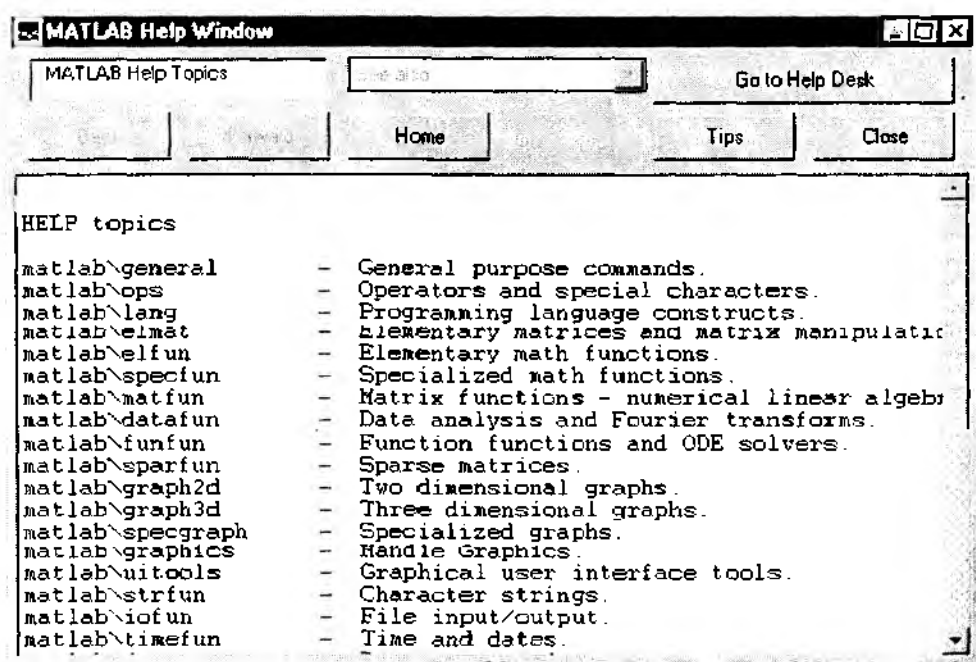 MATLAB Help Window
MATLAB Help Topics
see also
Go to Help Desk
Home
Tips
Close
HELP topics
matlab\general - General purpose commands.
matlab\ops - Operators and special characters.
matlab\lang - Programming language constructs.
matlab\elmat - Elementary matrices and matrix manipulatio
matlab\elfun - Elementary math functions.
matlab\specfun - Specialized math functions.
matlab\matfun - Matrix functions - numerical linear algebr
matlab\datafun - Data analysis and Fourier transforms.
matlab\funfun - Function functions and ODE solvers.
matlab\sparfun - Sparse matrices.
matlab\graph2d - Two dimensional graphs.
matlab\graph3d - Three dimensional graphs.
matlab\specgraph - Specialized graphs.
matlab\graphics - Handle Graphics.
matlab\uitools - Graphical user interface tools.
matlab\strfun - Character strings.
matlab\iofun - File input/output.
matlab\timefun - Time and dates.